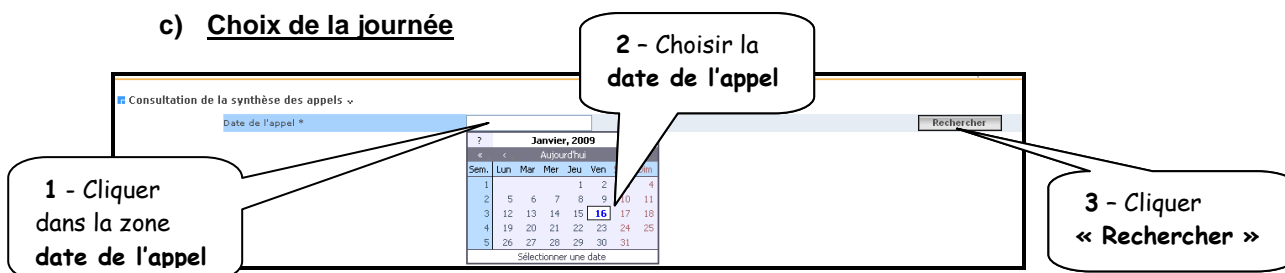 c) Choix de la journée
2 – Choisir la
date de l'appel
Consultation de la synthèse des appels
Date de l'appel *
Rechercher
? Janvier, 2009
« ‹ Aujourd'hui
Sem. Lun Mar Mer Jeu Ven Dim
1 1 2 4
2 5 6 7 8 9 10 11
3 12 13 14 15 16 17 18
4 19 20 21 22 23 24 25
5 26 27 28 29 30 31
Sélectionner une date
1 - Cliquer
dans la zone
date de l'appel
3 – Cliquer
« Rechercher »